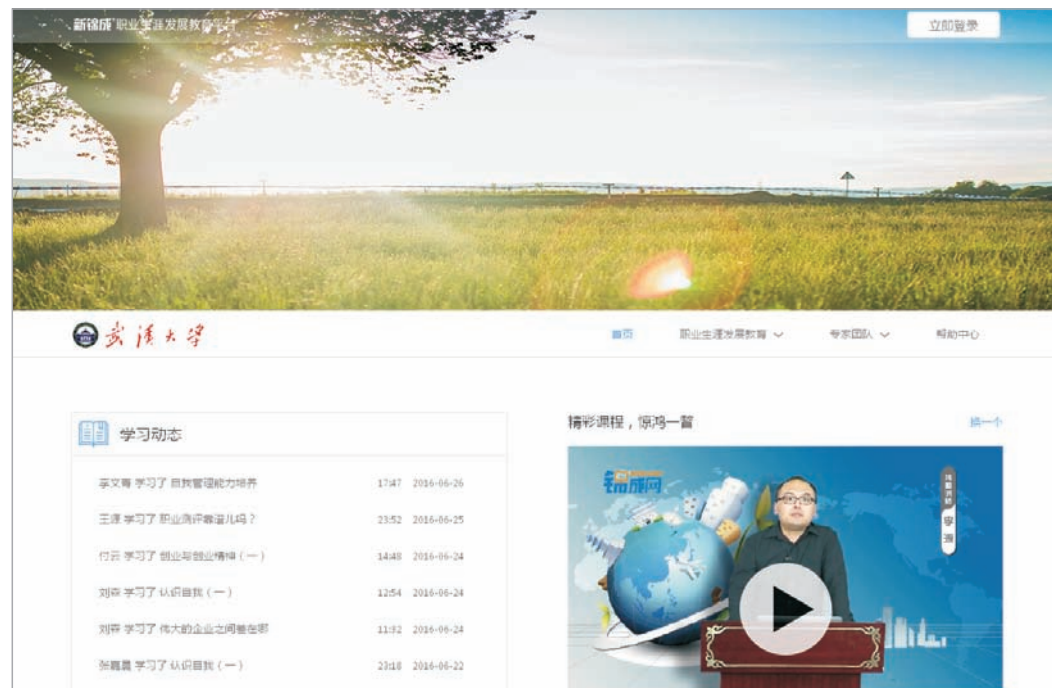 新锦成 职业生涯发展教育平台
立即登录
武漢大学
首页 职业生涯发展教育 专家团队 帮助中心
学习动态
李文菁 学习了 自我管理能力培养 17:47 2016-06-26
王源 学习了 职业测评靠谱儿吗？ 23:52 2016-06-25
付云 学习了 创业与创业精神（一） 14:48 2016-06-24
刘森 学习了 认识自我（一） 12:54 2016-06-24
刘森 学习了 伟大的企业之间差在哪 11:32 2016-06-24
张嘉晨 学习了 认识自我（一） 23:18 2016-06-22
精彩课程，惊鸿一瞥
换一个
锦成网
李强